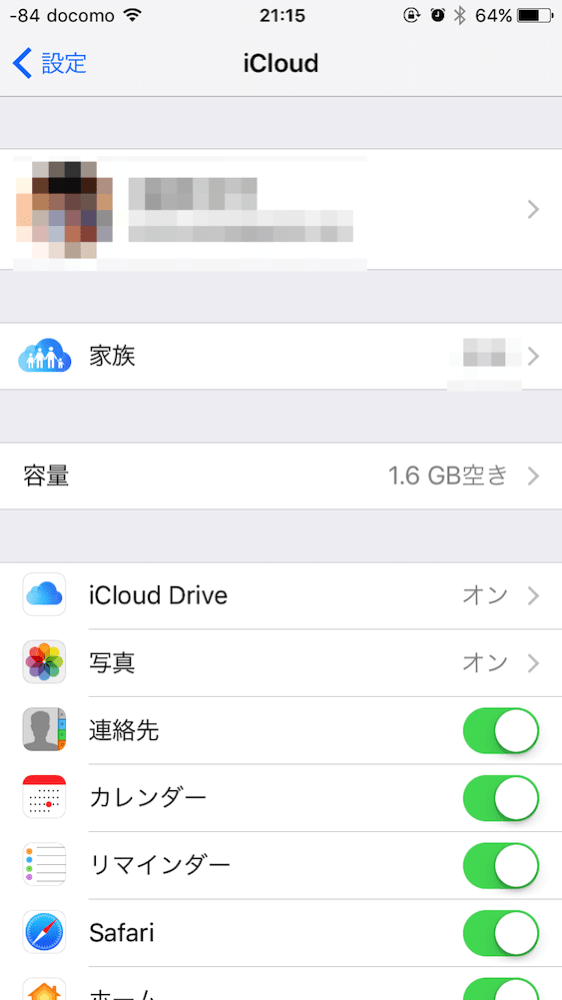 -84 docomo 21:15 64%
設定 iCloud
家族
容量 1.6 GB空き
iCloud Drive オン
写真 オン
連絡先
カレンダー
リマインダー
Safari
ホーム